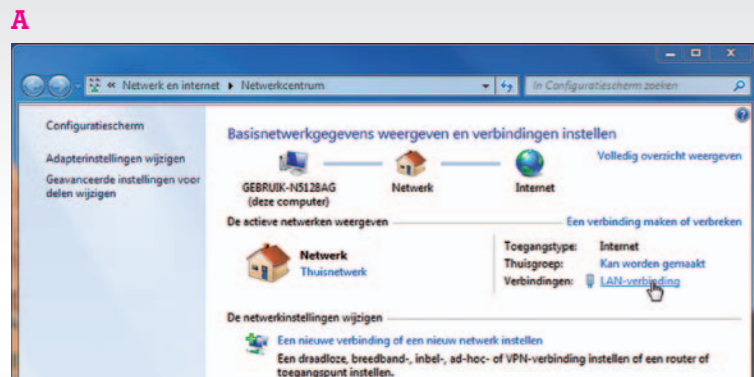 A
« Netwerk en internet ▸ Netwerkcentrum
In Configuratiescherm zoeken
Configuratiescherm
Adapterinstellingen wijzigen
Geavanceerde instellingen voor
delen wijzigen
Basisnetwerkgegevens weergeven en verbindingen instellen
Volledig overzicht weergeven
GEBRUIK-N5128AG
(deze computer)
Netwerk
Internet
De actieve netwerken weergeven
Een verbinding maken of verbreken
Netwerk
Thuisnetwerk
Toegangstype: Internet
Thuisgroep: Kan worden gemaakt
Verbindingen: LAN-verbinding
De netwerkinstellingen wijzigen
Een nieuwe verbinding of een nieuw netwerk instellen
Een draadloze, breedband-, inbel-, ad-hoc- of VPN-verbinding instellen of een router of
toegangspunt instellen.